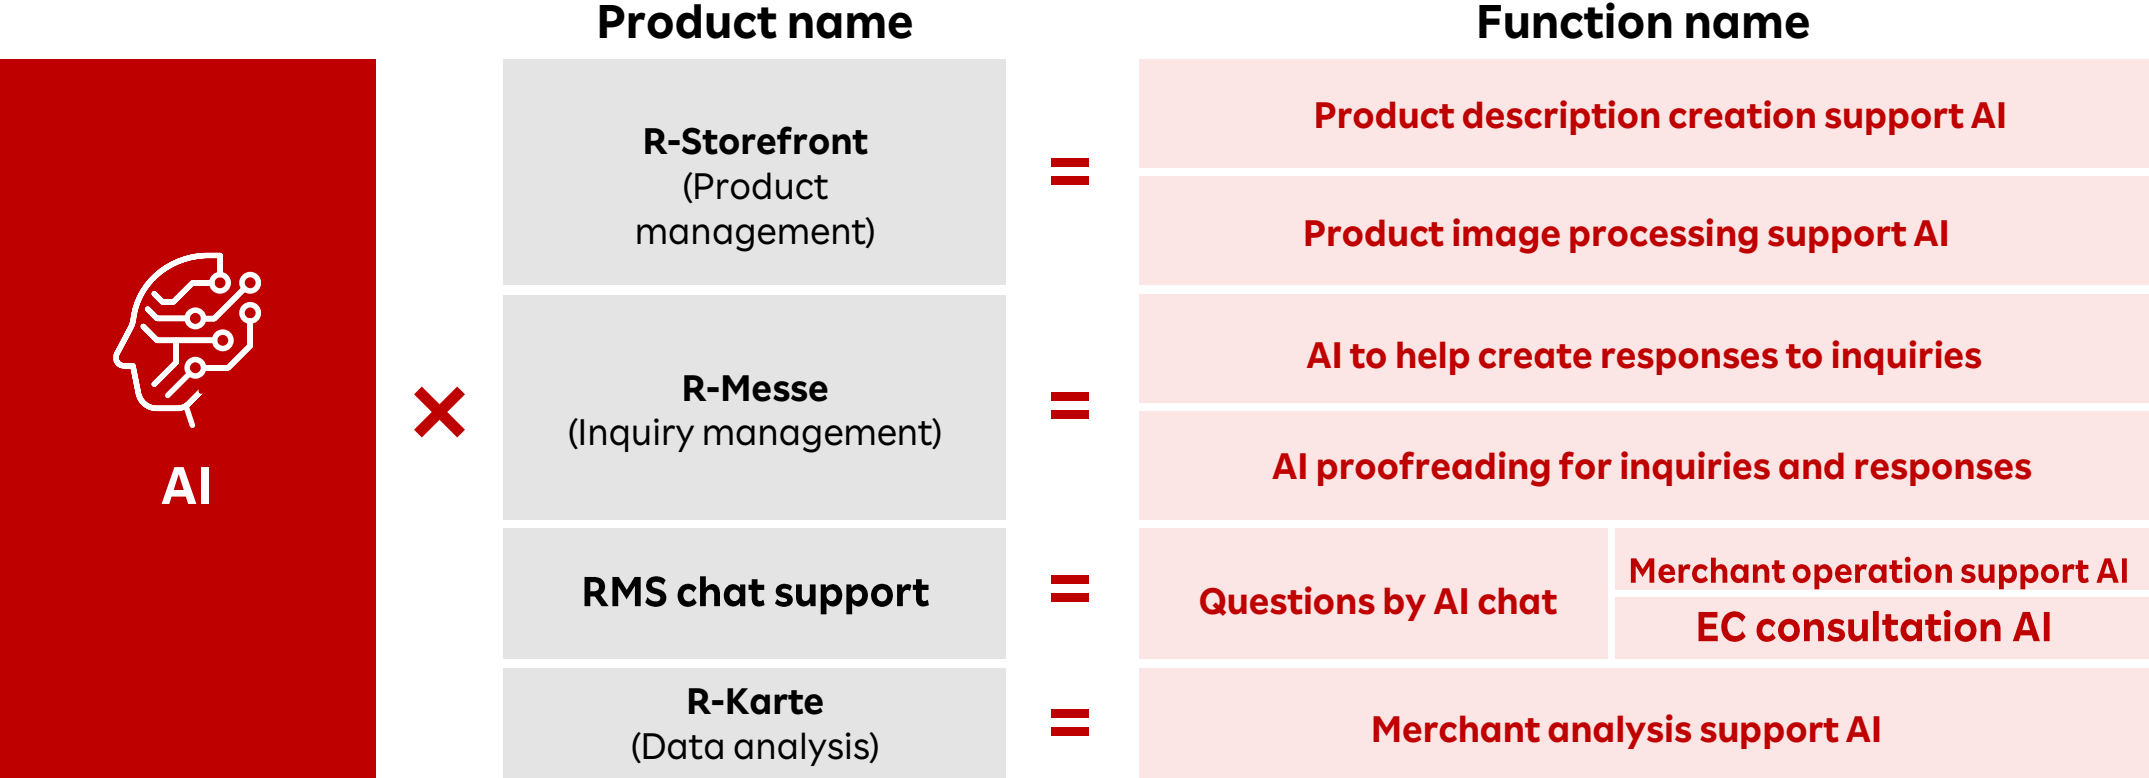 Product name
Function name
AI
×
R-Storefront
(Product
management)
=
Product description creation support AI
Product image processing support AI
R-Messe
(Inquiry management)
=
AI to help create responses to inquiries
AI proofreading for inquiries and responses
RMS chat support
=
Questions by AI chat
Merchant operation support AI
EC consultation AI
R-Karte
(Data analysis)
=
Merchant analysis support AI